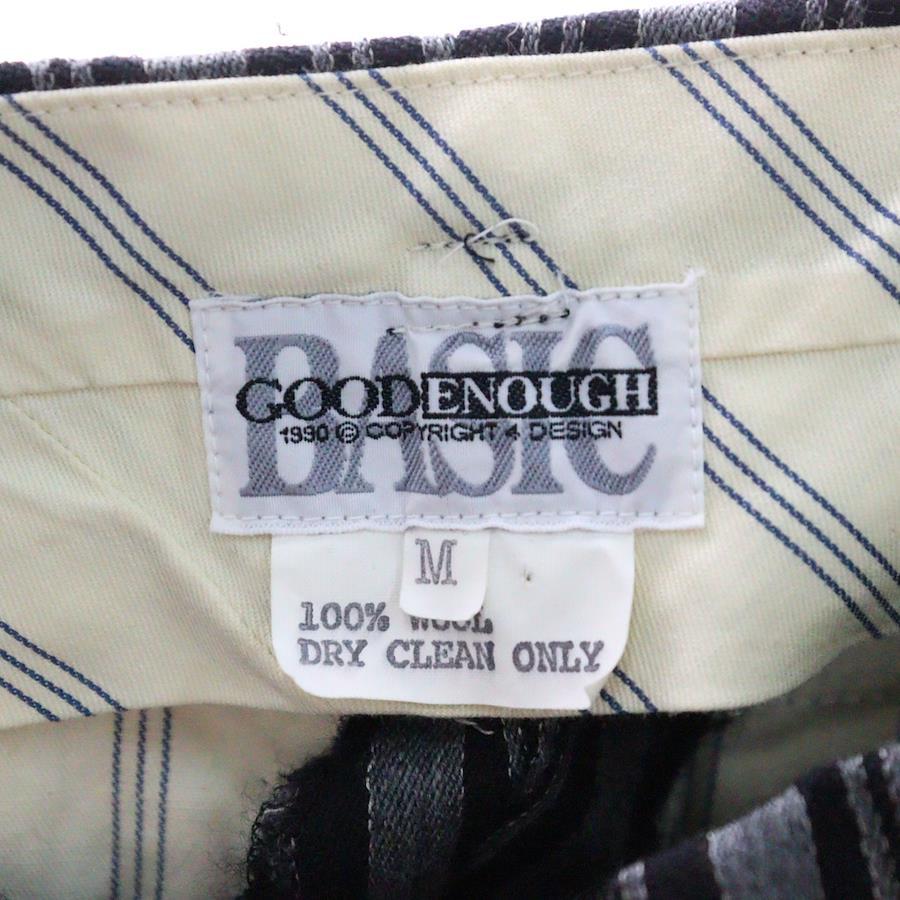 BASIC
GOODENOUGH
1990 © COPYRIGHT 4 DESIGN
M
100% WOOL
DRY CLEAN ONLY